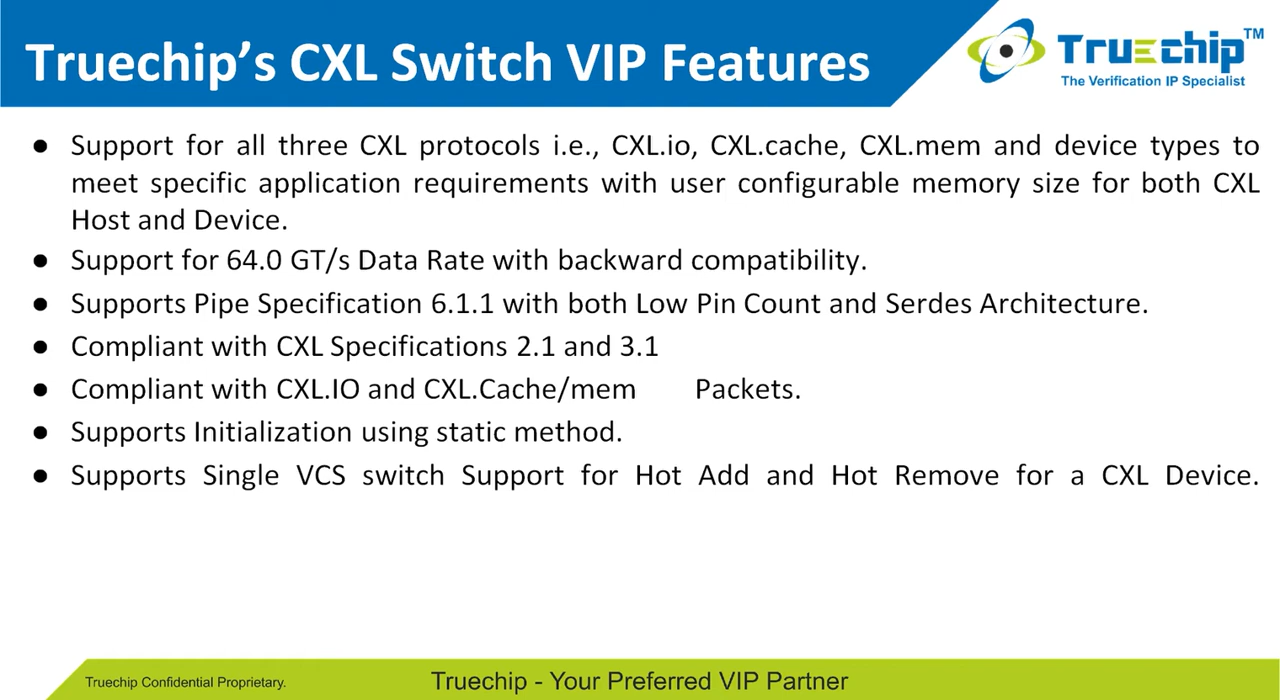 Truechip’s CXL Switch VIP Features
Truechip™
The Verification IP Specialist
● Support for all three CXL protocols i.e., CXL.io, CXL.cache, CXL.mem and device types to
meet specific application requirements with user configurable memory size for both CXL
Host and Device.
● Support for 64.0 GT/s Data Rate with backward compatibility.
● Supports Pipe Specification 6.1.1 with both Low Pin Count and Serdes Architecture.
● Compliant with CXL Specifications 2.1 and 3.1
● Compliant with CXL.IO and CXL.Cache/mem Packets.
● Supports Initialization using static method.
● Supports Single VCS switch Support for Hot Add and Hot Remove for a CXL Device.
Truechip Confidential Proprietary.
Truechip - Your Preferred VIP Partner